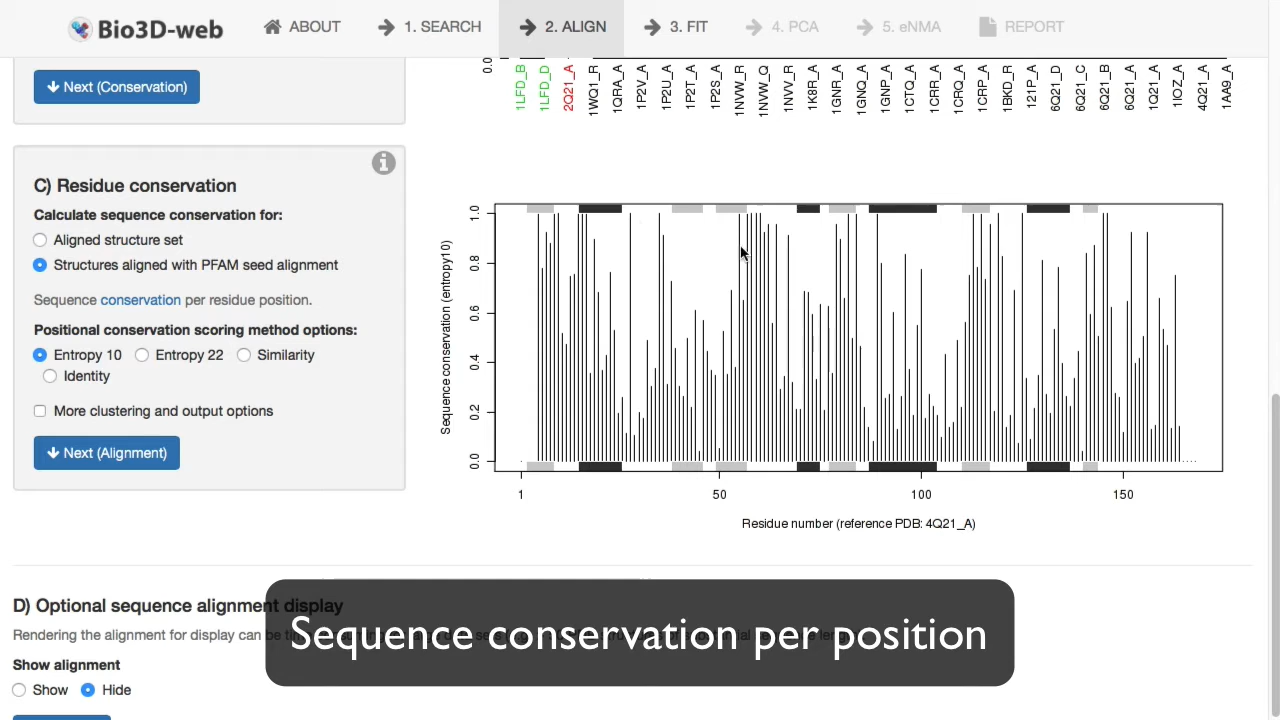 Bio3D-web ABOUT 1. SEARCH 2. ALIGN 3. FIT 4. PCA 5. eNMA REPORT
Next (Conservation)
0.0
1LFD_B 1LFD_D 2Q21_A 1WQ1_R 1QRA_A 1P2V_A 1P2U_A 1P2T_A 1P2S_A 1NVW_R 1NVW_Q 1NVV_R 1K8R_A 1GNR_A 1GNQ_A 1GNP_A 1CTQ_A 1CRR_A 1CRQ_A 1CRP_A 1BKD_R 121P_A 6Q21_D 6Q21_C 6Q21_B 6Q21_A 1Q21_A 1IOZ_A 4Q21_A 1AA9_A
C) Residue conservation
Calculate sequence conservation for:
Aligned structure set
Structures aligned with PFAM seed alignment
Sequence conservation per residue position.
Positional conservation scoring method options:
Entropy 10 Entropy 22 Similarity
Identity
More clustering and output options
Next (Alignment)
Sequence conservation (entropy10)
1.0
0.8
0.6
0.4
0.2
0.0
1 50 100 150
Residue number (reference PDB: 4Q21_A)
D) Optional sequence alignment display
Rendering the alignment for display can be
Sequence conservation per position
Show alignment
Show Hide